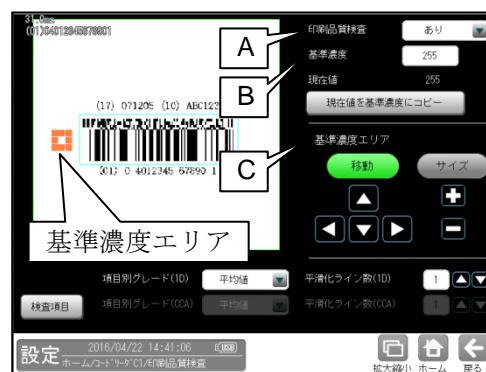 31.0ms
(01)04012345678901
(17) 071205 (10) ABC123
(01) 0 4012345 67890 1
基準濃度エリア
A
B
C
印刷品質検査 あり
基準濃度 255
現在値 255
現在値を基準濃度にコピー
基準濃度エリア
移動 サイズ
項目別グレード(1D) 平均値 平滑化ライン数(1D) 1
検査項目 項目別グレード(CCA) 平均値 平滑化ライン数(CCA) 1
設定 2016/04/22 14:41:06 USB
ホーム/コードリーダC1/印刷品質検査
拡大縮小 ホーム 戻る